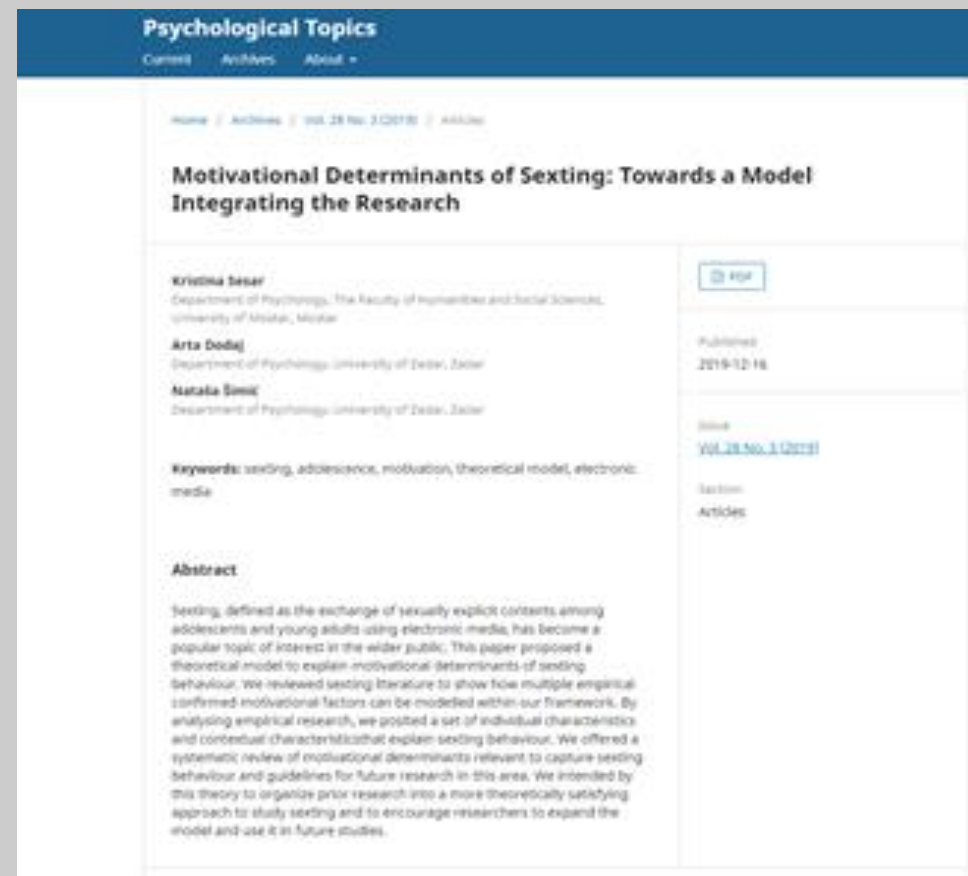 Psychological Topics
Current Archives About
Home / Archives / Vol. 28 No. 3 (2019) / Articles
Motivational Determinants of Sexting: Towards a Model
Integrating the Research
Kristina Sesar
Department of Psychology, The Faculty of Humanities and Social Sciences,
University of Mostar, Mostar
Arta Dodaj
Department of Psychology, University of Zadar, Zadar
Nataša Šimić
Department of Psychology, University of Zadar, Zadar
Keywords: sexting, adolescence, motivation, theoretical model, electronic
media
Abstract
Sexting, defined as the exchange of sexually explicit contents among
adolescents and young adults using electronic media, has become a
popular topic of interest in the wider public. This paper proposed a
theoretical model to explain motivational determinants of sexting
behaviour. We reviewed sexting literature to show how multiple empirical
confirmed motivational factors can be modelled within our framework. By
analysing empirical research, we posited a set of individual characteristics
and contextual characteristicsthat explain sexting behaviour. We offered a
systematic review of motivational determinants relevant to capture sexting
behaviour and guidelines for future research in this area. We intended by
this theory to organize prior research into a more theoretically satisfying
approach to study sexting and to encourage researchers to expand the
model and use it in future studies.
PDF
Published
2019-12-16
Issue
Vol. 28 No. 3 (2019)
Section
Articles